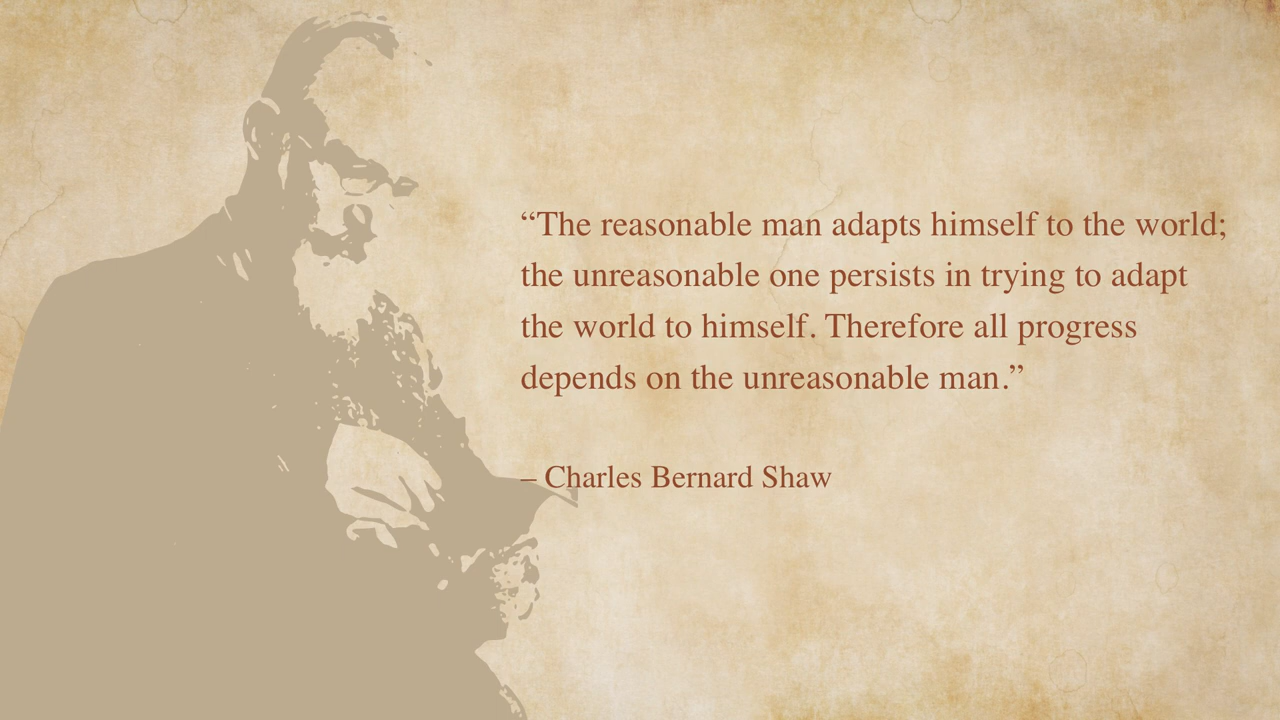 “The reasonable man adapts himself to the world;
the unreasonable one persists in trying to adapt
the world to himself. Therefore all progress
depends on the unreasonable man.”
– Charles Bernard Shaw